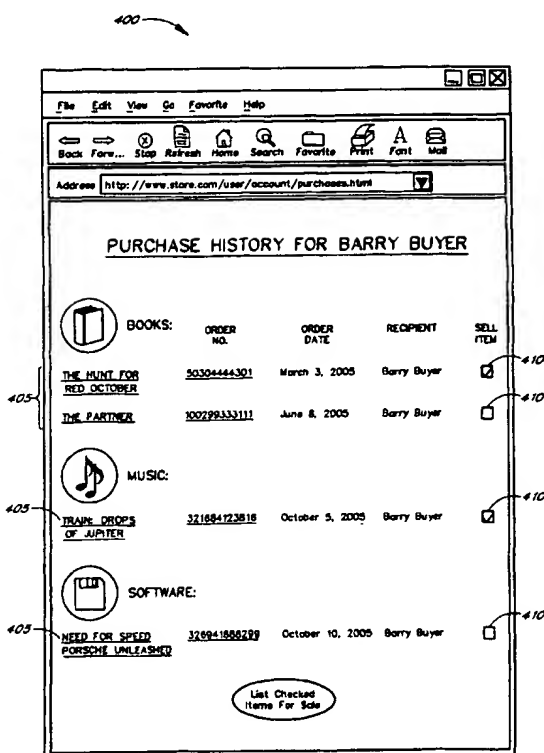 400
File Edit View Go Favorite Help
Back Forw... Stop Refresh Home Search Favorite Print Font Mail
Address http://www.store.com/user/account/purchases.html
PURCHASE HISTORY FOR BARRY BUYER
BOOKS: ORDER NO. ORDER DATE RECIPIENT SELL ITEM
410
THE HUNT FOR RED OCTOBER 50304444301 March 3, 2005 Barry Buyer
405
410
THE PARTNER 100299333111 June 8, 2005 Barry Buyer
MUSIC:
405
410
TRAIN: DROPS OF JUPITER 321684723816 October 5, 2005 Barry Buyer
SOFTWARE:
405
410
NEED FOR SPEED PORSCHE UNLEASHED 326941888299 October 10, 2005 Barry Buyer
List Checked
Items For Sale